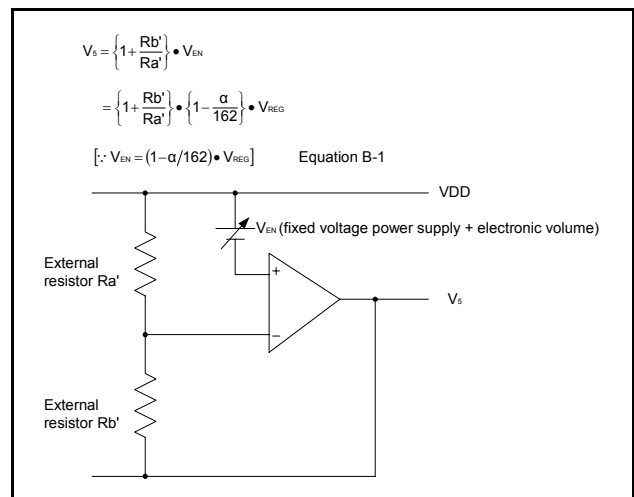 V₅ = {1+ Rb'/Ra'} • VEN
= {1+ Rb'/Ra'} • {1− α/162} • VREG
[∵ VEN = (1−α/162) • VREG] Equation B-1
VDD
VEN (fixed voltage power supply + electronic volume)
External
resistor Ra'
+
V₅
−
External
resistor Rb'